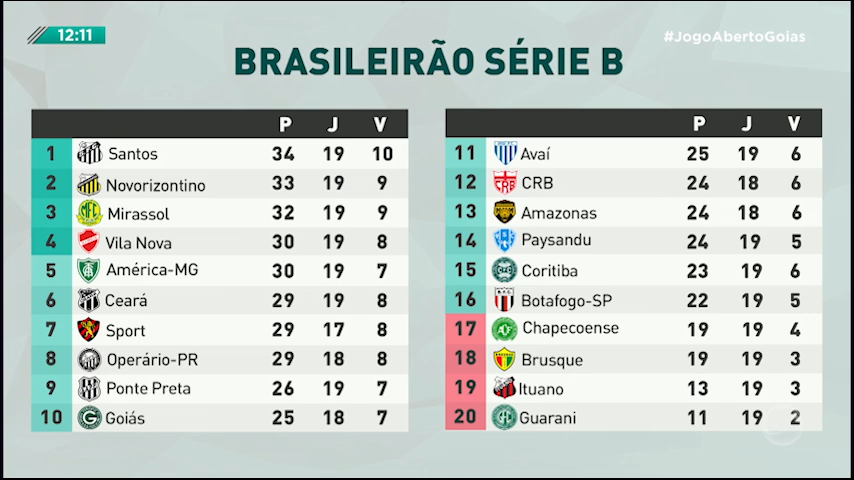 12:11
#JogoAbertoGoias
BRASILEIRÃO SÉRIE B
P J V
1 Santos 34 19 10
2 Novorizontino 33 19 9
3 Mirassol 32 19 9
4 Vila Nova 30 19 8
5 América-MG 30 19 7
6 Ceará 29 19 8
7 Sport 29 17 8
8 Operário-PR 29 18 8
9 Ponte Preta 26 19 7
10 Goiás 25 18 7
P J V
11 Avaí 25 19 6
12 CRB 24 18 6
13 Amazonas 24 18 6
14 Paysandu 24 19 5
15 Coritiba 23 19 6
16 Botafogo-SP 22 19 5
17 Chapecoense 19 19 4
18 Brusque 19 19 3
19 Ituano 13 19 3
20 Guarani 11 19 2